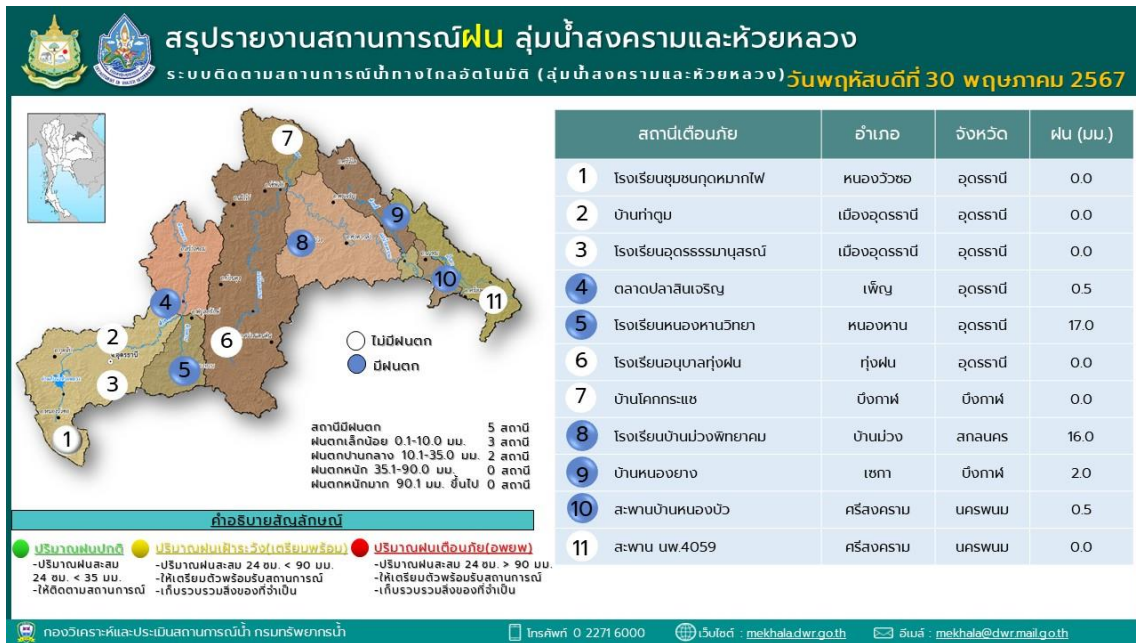 สรุปรายงานสถานการณ์ฝน ลุ่มน้ำสงครามและห้วยหลวง
ระบบติดตามสถานการณ์น้ำทางไกลอัตโนมัติ (ลุ่มน้ำสงครามและห้วยหลวง) วันพฤหัสบดีที่ 30 พฤษภาคม 2567
7
9
8
10
11
4
2
6
3
5
1
อุดรธานี
ไม่มีฝนตก
มีฝนตก
สถานีมีฝนตก 5 สถานี
ฝนตกเล็กน้อย 0.1-10.0 มม. 3 สถานี
ฝนตกปานกลาง 10.1-35.0 มม. 2 สถานี
ฝนตกหนัก 35.1-90.0 มม. 0 สถานี
ฝนตกหนักมาก 90.1 มม. ขึ้นไป 0 สถานี
สถานีเตือนภัย อำเภอ จังหวัด ฝน (มม.)
1 โรงเรียนชุมชนกุดหมากไฟ หนองวัวซอ อุดรธานี 0.0
2 บ้านท่าตูม เมืองอุดรธานี อุดรธานี 0.0
3 โรงเรียนอุดรธรรมานุสรณ์ เมืองอุดรธานี อุดรธานี 0.0
4 ตลาดปลาสินเจริญ เพ็ญ อุดรธานี 0.5
5 โรงเรียนหนองหานวิทยา หนองหาน อุดรธานี 17.0
6 โรงเรียนอนุบาลทุ่งฝน ทุ่งฝน อุดรธานี 0.0
7 บ้านโคกกระแซ บึงกาฬ บึงกาฬ 0.0
8 โรงเรียนบ้านม่วงพิทยาคม บ้านม่วง สกลนคร 16.0
9 บ้านหนองยาง เซกา บึงกาฬ 2.0
10 สะพานบ้านหนองบัว ศรีสงคราม นครพนม 0.5
11 สะพาน นพ.4059 ศรีสงคราม นครพนม 0.0
คำอธิบายสัญลักษณ์
ปริมาณฝนปกติ
-ปริมาณฝนสะสม
24 ชม. < 35 มม.
-ให้ติดตามสถานการณ์
ปริมาณฝนเฝ้าระวัง(เตรียมพร้อม)
-ปริมาณฝนสะสม 24 ชม. < 90 มม.
-ให้เตรียมตัวพร้อมรับสถานการณ์
-เก็บรวบรวมสิ่งของที่จำเป็น
ปริมาณฝนเตือนภัย(อพยพ)
-ปริมาณฝนสะสม 24 ชม. > 90 มม.
-ให้เตรียมตัวพร้อมรับสถานการณ์
-เก็บรวบรวมสิ่งของที่จำเป็น
กองวิเคราะห์และประเมินสถานการณ์น้ำ กรมทรัพยากรน้ำ โทรศัพท์ 0 2271 6000 เว็บไซต์ : mekhala.dwr.go.th อีเมล์ : mekhala@dwr.mail.go.th